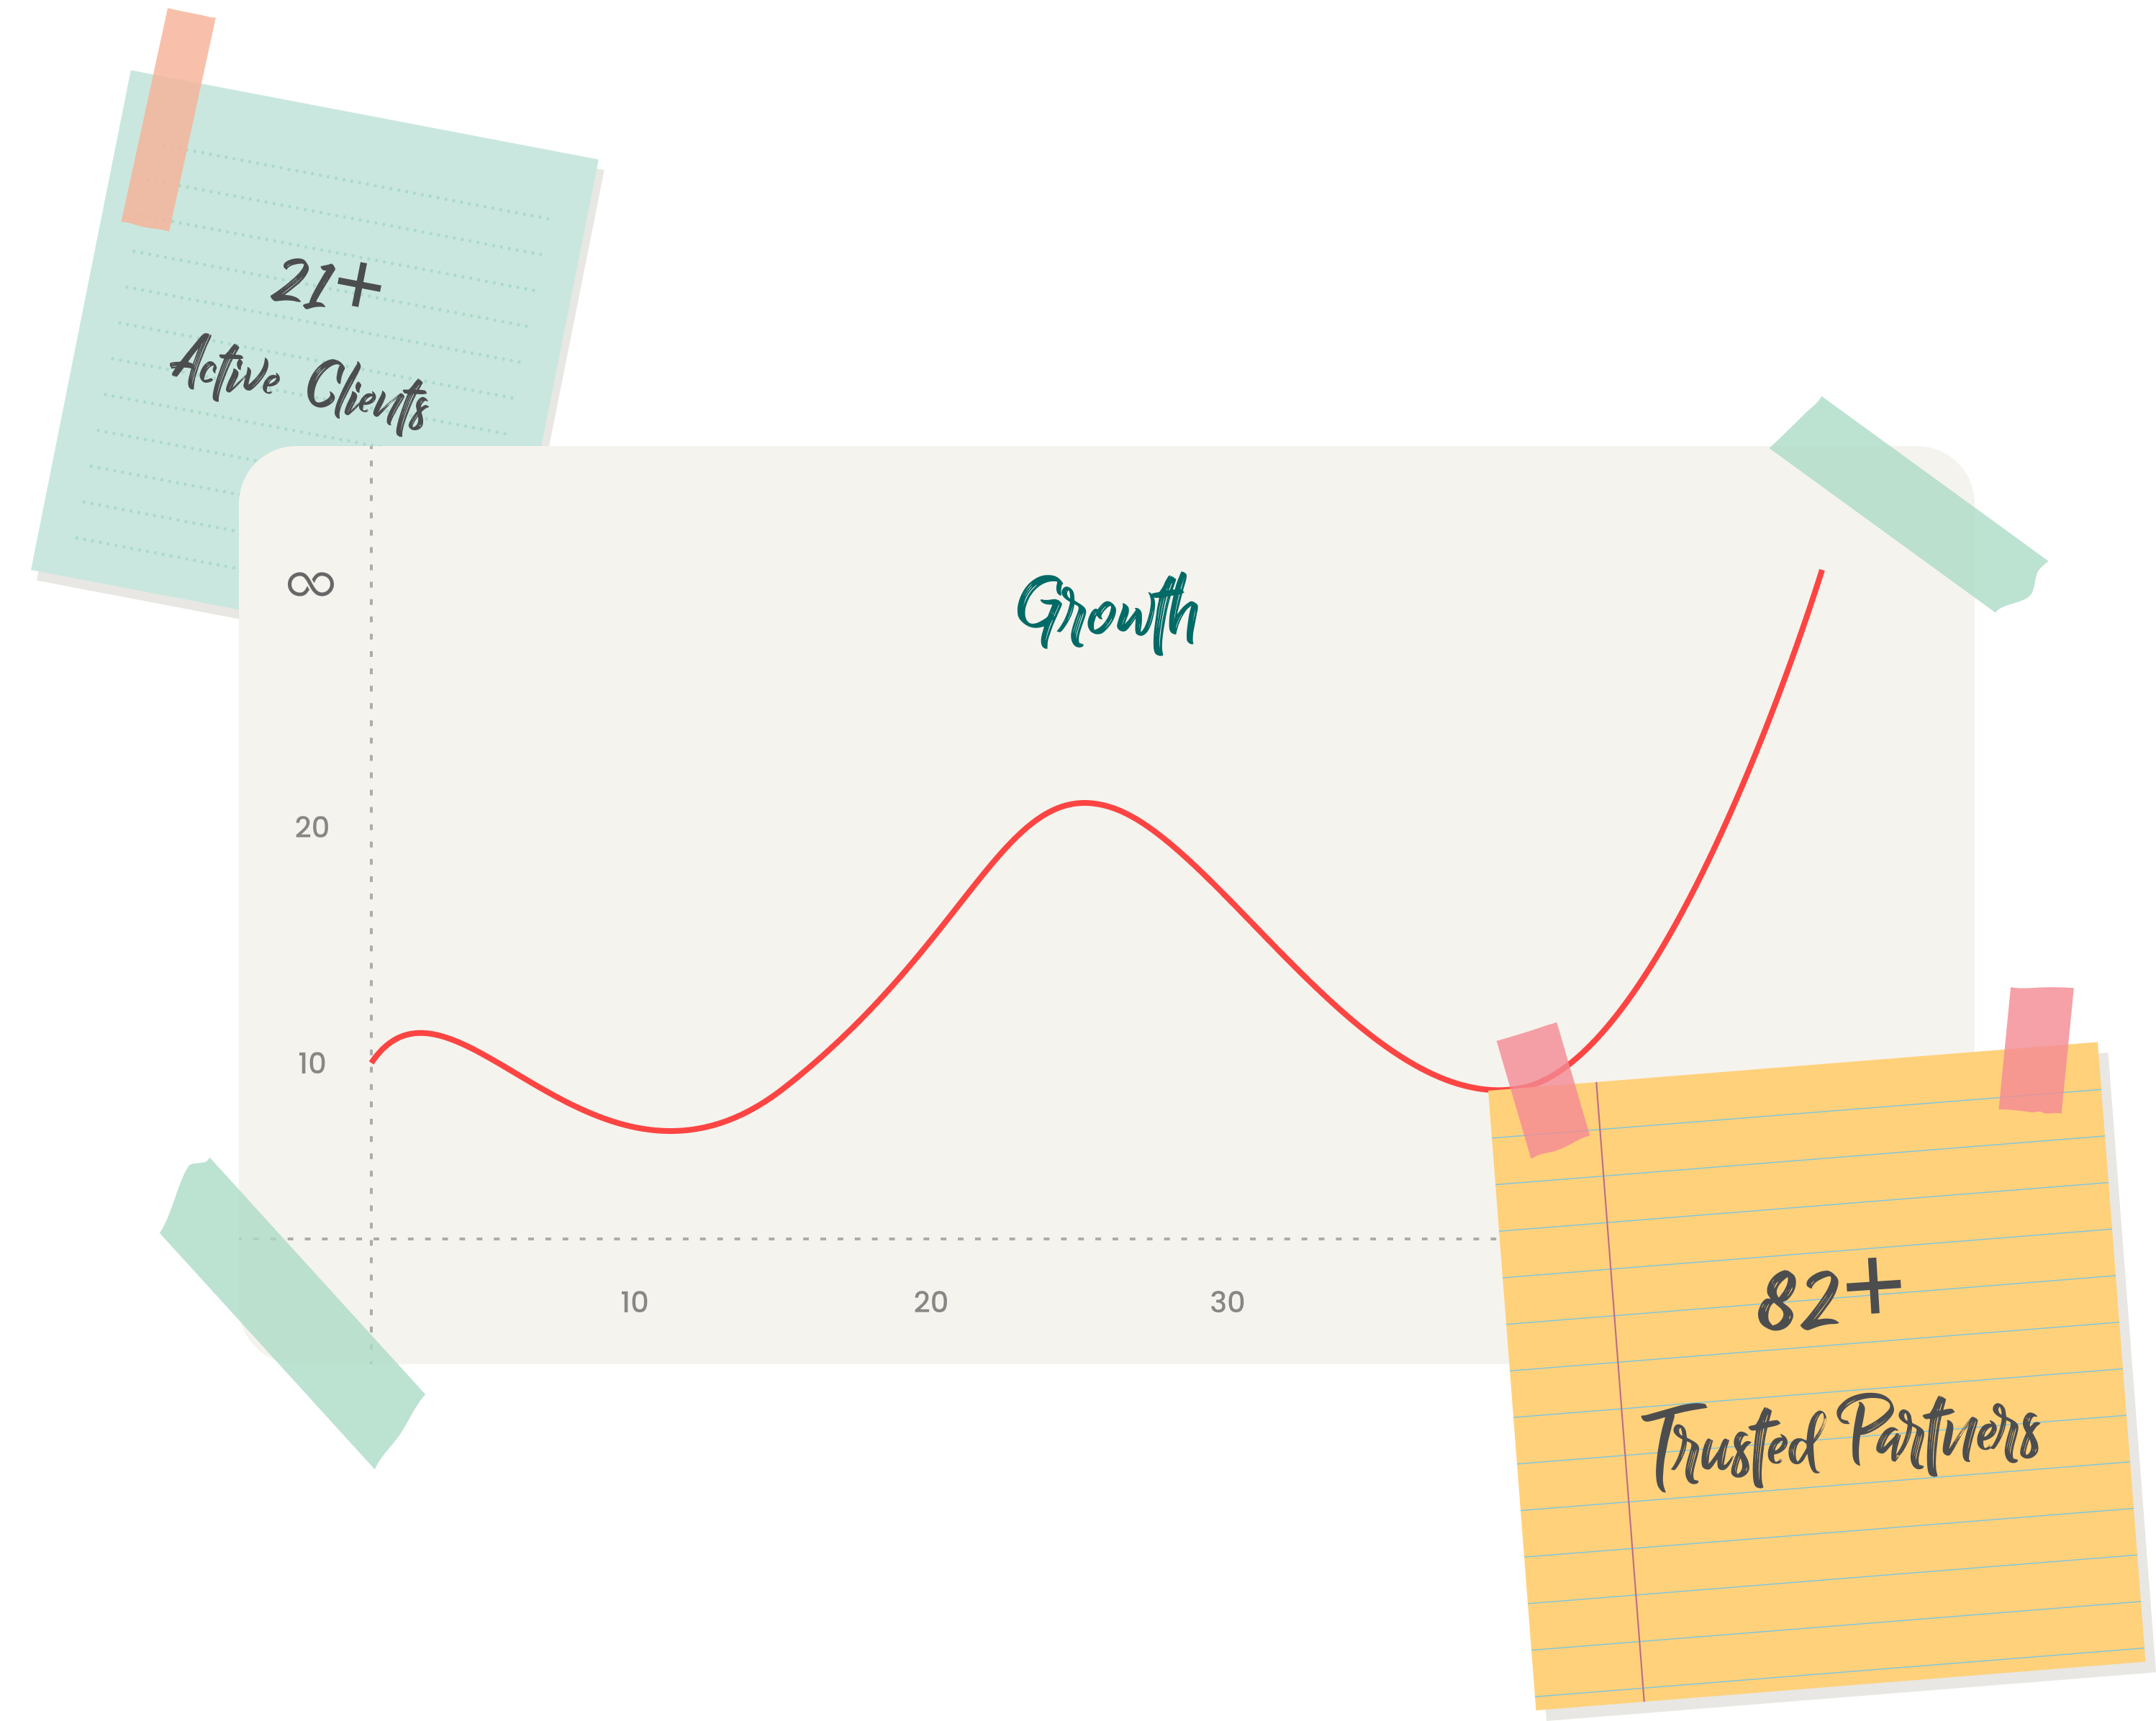 21+
Active Clients
Growth
∞
20
10
10 20 30
82+
Trusted Partners